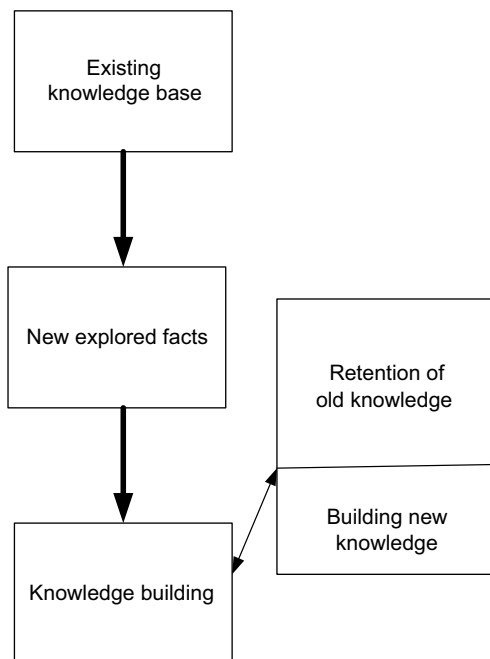 Existing
knowledge base
New explored facts
Retention of
old knowledge
Building new
knowledge
Knowledge building